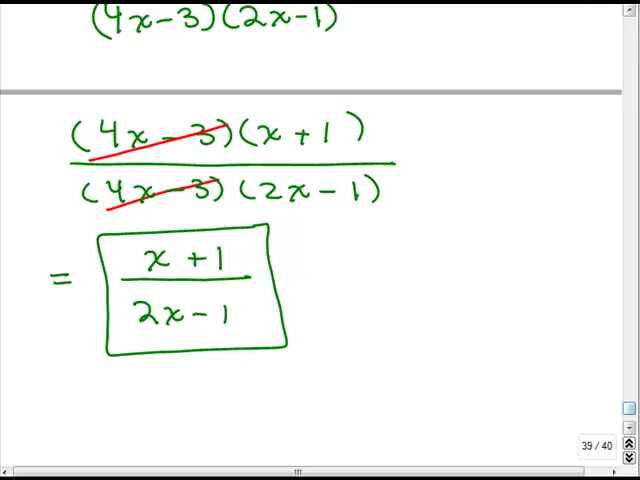 (4x-3)(2x-1)
(4x-3)(x+1)
(4x-3)(2x-1)
x+1
=
2x-1
39 / 40